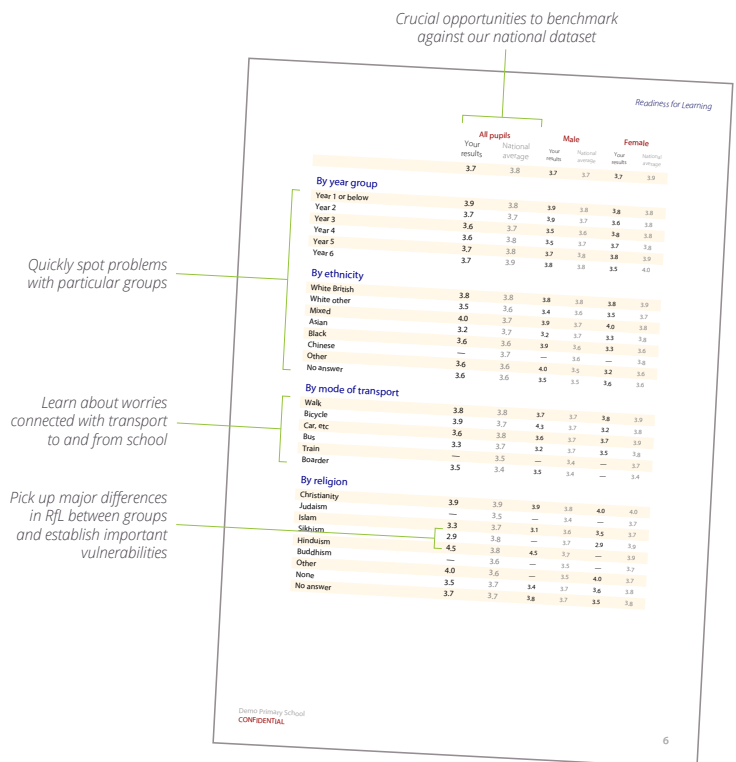 Crucial opportunities to benchmark
against our national dataset
Readiness for Learning
All pupils Male Female
Your results National average Your results National average Your results National average
3.7 3.8 3.7 3.7 3.7 3.9
By year group
Year 1 or below 3.9 3.8 3.9 3.8 3.8 3.8
Year 2 3.7 3.7 3.9 3.7 3.6 3.8
Year 3 3.6 3.7 3.5 3.6 3.8 3.8
Year 4 3.6 3.8 3.5 3.7 3.7 3.8
Year 5 3.7 3.8 3.7 3.8 3.8 3.9
Year 6 3.7 3.9 3.8 3.8 3.5 4.0
Quickly spot problems
with particular groups
By ethnicity
White British 3.8 3.8 3.8 3.8 3.8 3.9
White other 3.5 3.6 3.4 3.6 3.5 3.7
Mixed 4.0 3.7 3.9 3.7 4.0 3.8
Asian 3.2 3.7 3.2 3.7 3.3 3.8
Black 3.6 3.6 3.9 3.6 3.3 3.6
Chinese — 3.7 — 3.6 — 3.8
Other 3.6 3.6 4.0 3.5 3.2 3.6
No answer 3.6 3.6 3.5 3.5 3.6 3.6
Learn about worries
connected with transport
to and from school
By mode of transport
Walk 3.8 3.8 3.7 3.7 3.8 3.9
Bicycle 3.9 3.7 4.3 3.7 3.2 3.8
Car, etc 3.6 3.8 3.6 3.7 3.7 3.9
Bus 3.3 3.7 3.2 3.7 3.5 3.8
Train — 3.5 — 3.4 — 3.7
Boarder 3.5 3.4 3.5 3.4 — 3.4
Pick up major differences
in RfL between groups
and establish important
vulnerabilities
By religion
Christianity 3.9 3.9 3.9 3.8 4.0 4.0
Judaism — 3.5 — 3.4 — 3.7
Islam 3.3 3.7 3.1 3.6 3.5 3.7
Sikhism 2.9 3.8 — 3.7 2.9 3.9
Hinduism 4.5 3.8 4.5 3.7 — 3.9
Buddhism — 3.6 — 3.5 — 3.7
Other 4.0 3.6 — 3.5 4.0 3.7
None 3.5 3.7 3.4 3.7 3.6 3.8
No answer 3.7 3.7 3.8 3.7 3.5 3.8
Demo Primary School
CONFIDENTIAL
6